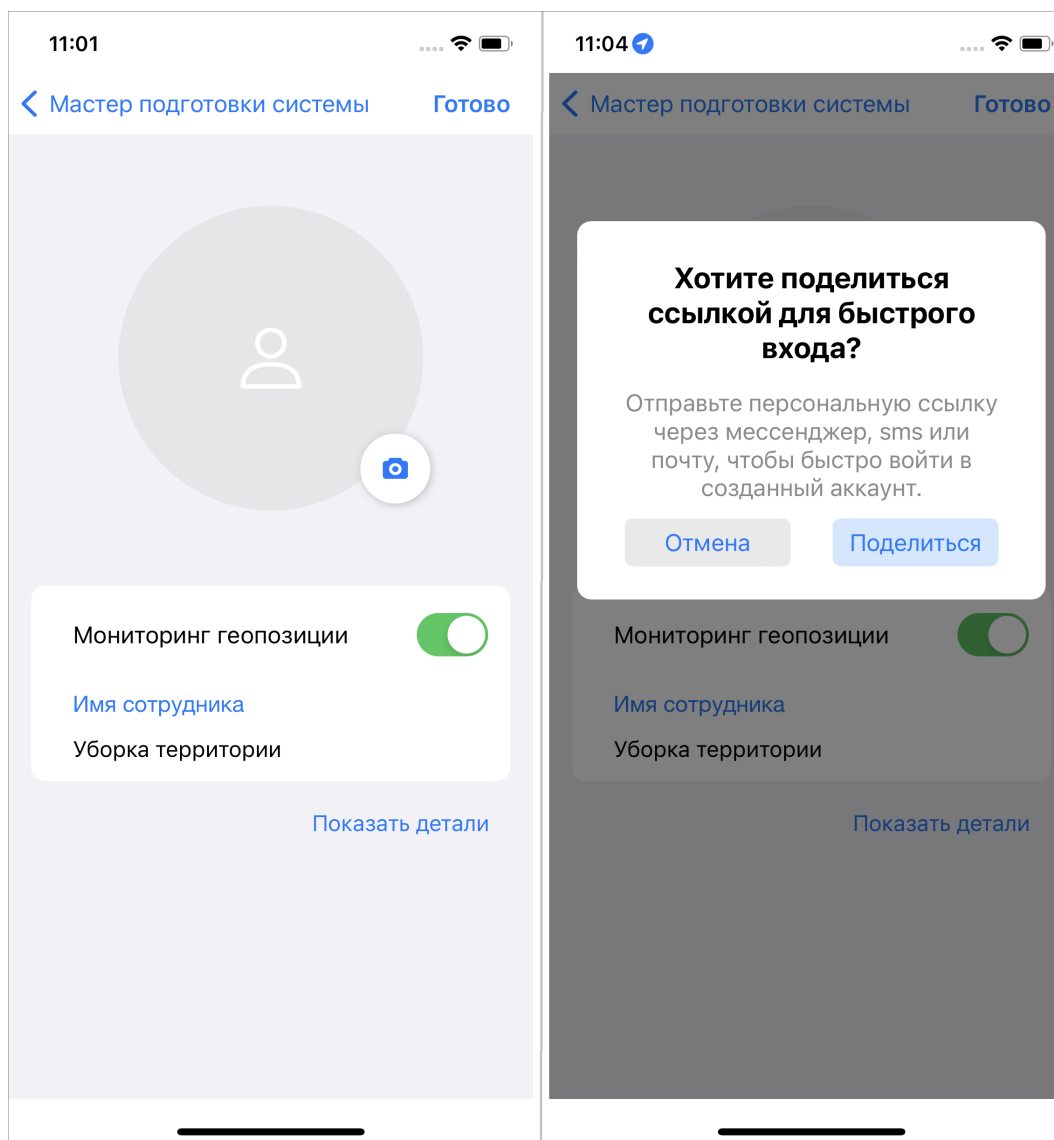 11:01
Мастер подготовки системы Готово
Мониторинг геопозиции
Имя сотрудника
Уборка территории
Показать детали
11:04
Мастер подготовки системы Готово
Хотите поделиться
ссылкой для быстрого
входа?
Отправьте персональную ссылку
через мессенджер, sms или
почту, чтобы быстро войти в
созданный аккаунт.
Отмена Поделиться
Мониторинг геопозиции
Имя сотрудника
Уборка территории
Показать детали